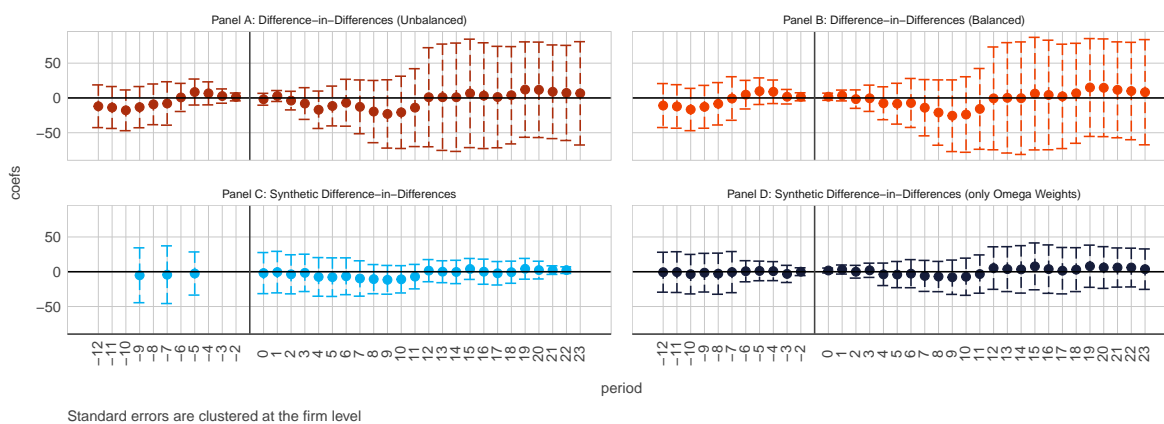 Panel A: Difference−in−Differences (Unbalanced)
Panel B: Difference−in−Differences (Balanced)
50
0
−50
Panel C: Synthetic Difference−in−Differences
Panel D: Synthetic Difference−in−Differences (only Omega Weights)
50
0
−50
coefs
−12 −11 −10 −9 −8 −7 −6 −5 −4 −3 −2 0 1 2 3 4 5 6 7 8 9 10 11 12 13 14 15 16 17 18 19 20 21 22 23
−12 −11 −10 −9 −8 −7 −6 −5 −4 −3 −2 0 1 2 3 4 5 6 7 8 9 10 11 12 13 14 15 16 17 18 19 20 21 22 23
period
Standard errors are clustered at the firm level